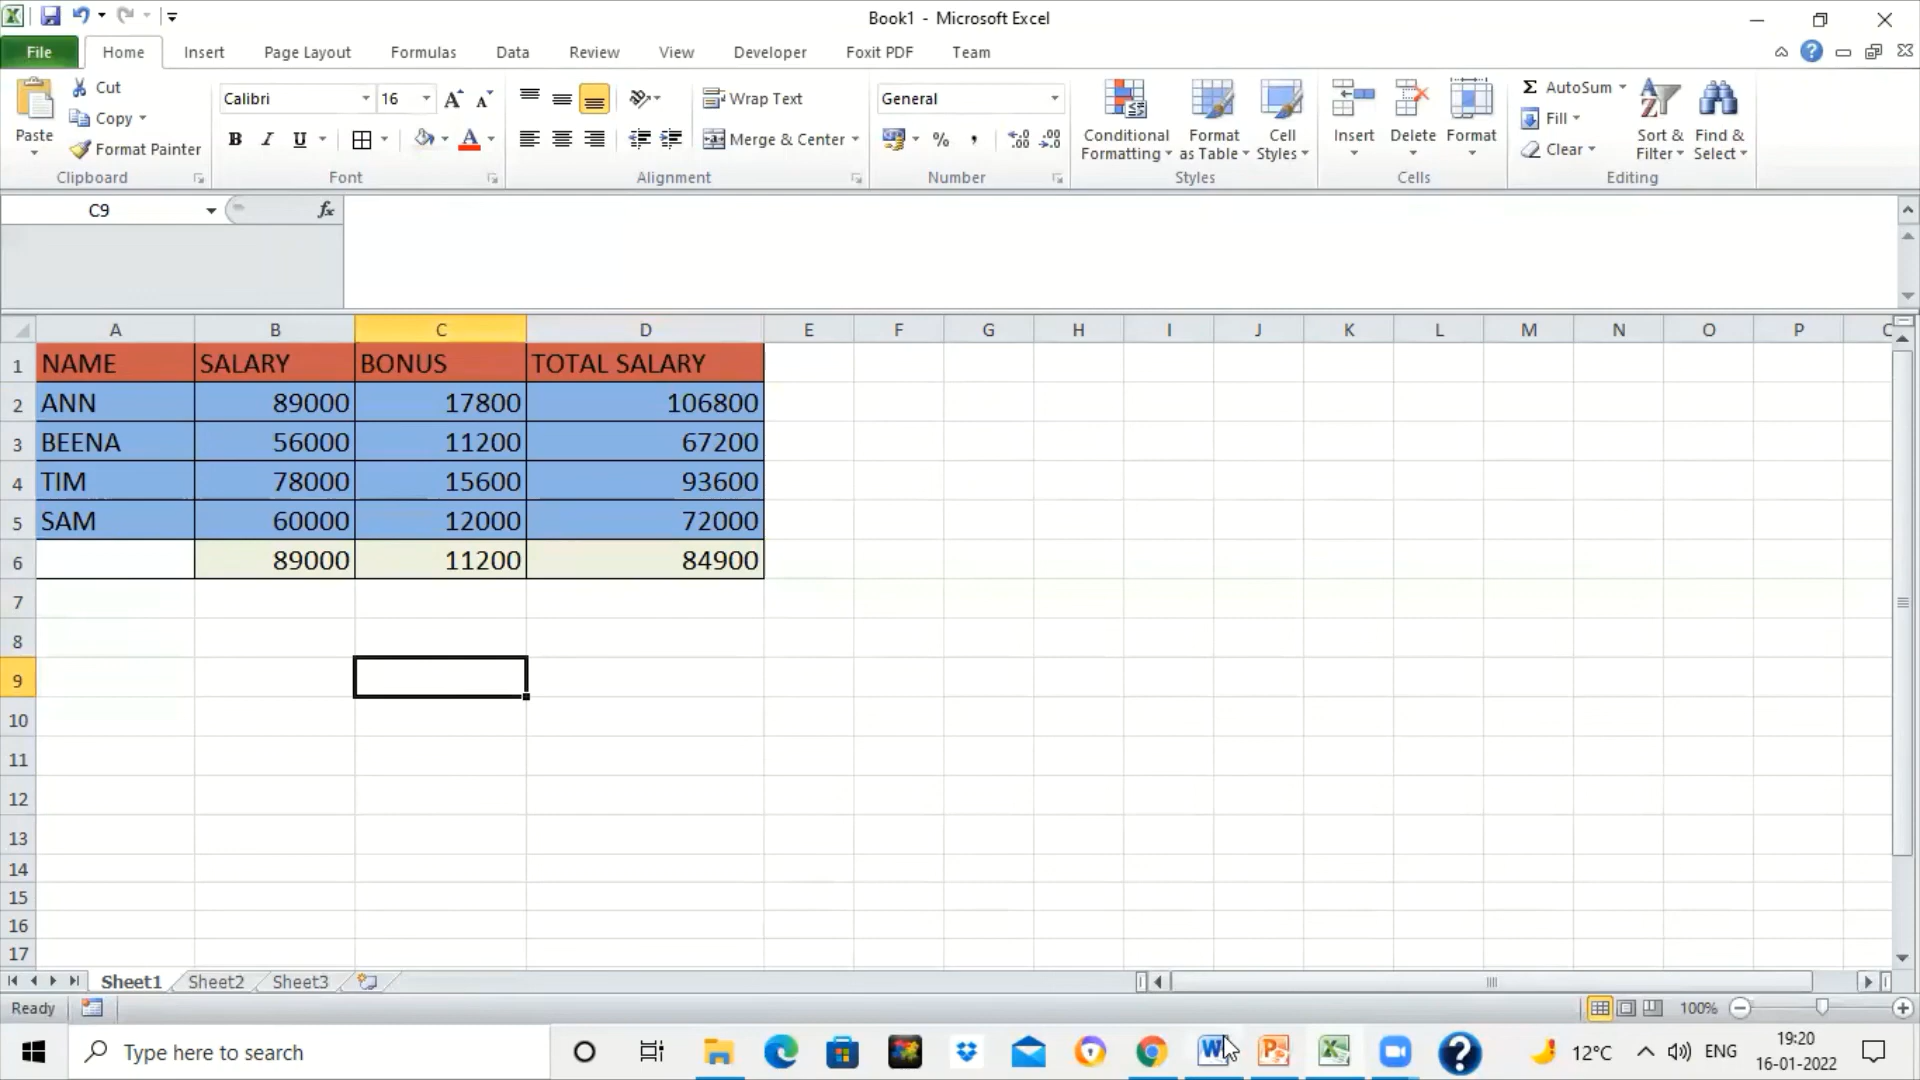 Book1 - Microsoft Excel
File Home Insert Page Layout Formulas Data Review View Developer Foxit PDF Team
Paste
Cut
Copy
Format Painter
Clipboard
Calibri 16
B I U A
Font
Wrap Text
Merge & Center
Alignment
General
% ,
Number
Conditional Formatting
Format as Table
Cell Styles
Styles
Insert Delete Format
Cells
Σ AutoSum
Fill
Clear
Sort & Filter
Find & Select
Editing
C9 fx
A B C D E F G H I J K L M N O P
1 NAME SALARY BONUS TOTAL SALARY
2 ANN 89000 17800 106800
3 BEENA 56000 11200 67200
4 TIM 78000 15600 93600
5 SAM 60000 12000 72000
6 89000 11200 84900
7
8
9
10
11
12
13
14
15
16
17
Sheet1 Sheet2 Sheet3
Ready 100%
Type here to search
12°C ENG
19:20
16-01-2022